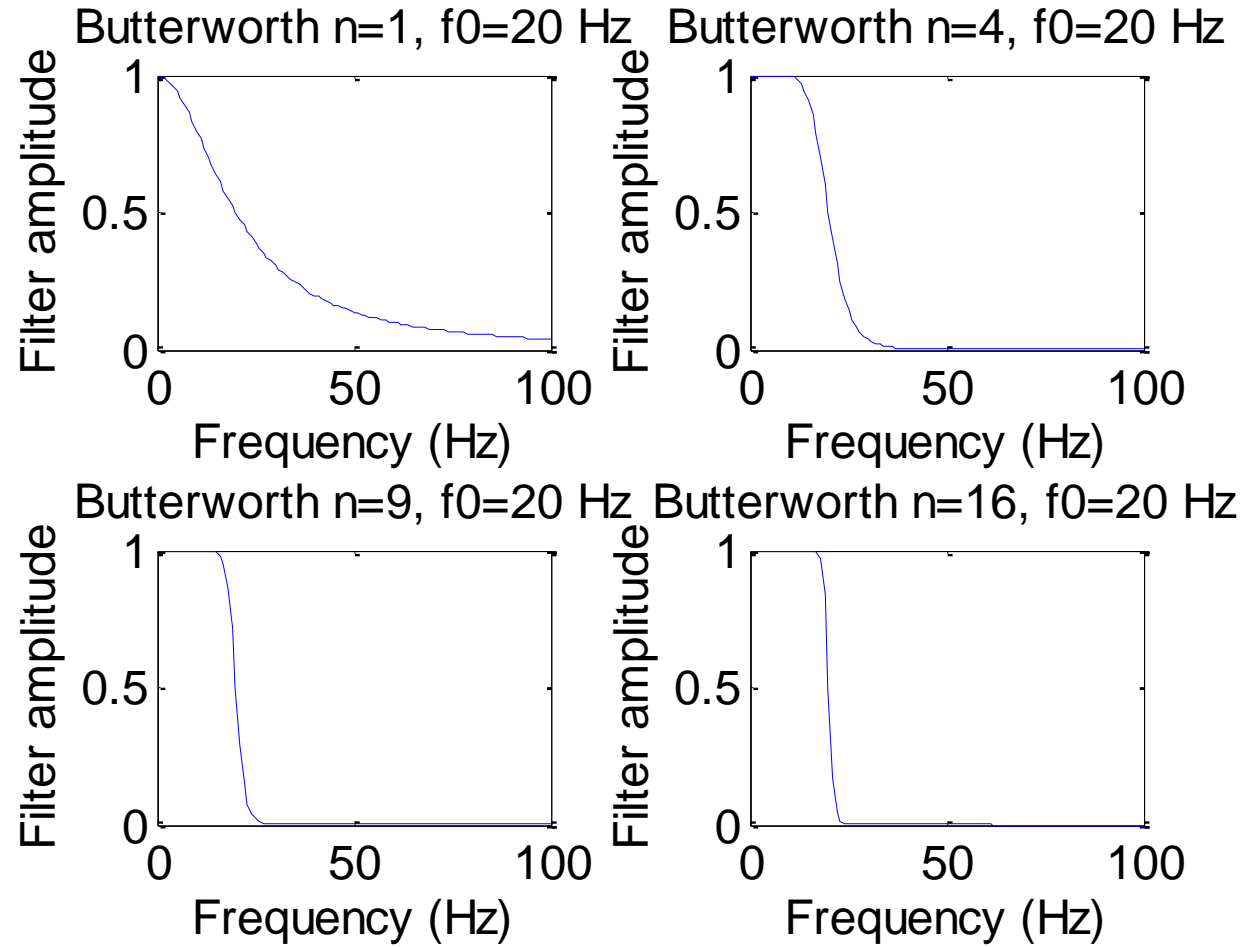 Butterworth n=1, f0=20 Hz
Filter amplitude
1
0.5
0
0 50 100
Frequency (Hz)
Butterworth n=4, f0=20 Hz
Filter amplitude
1
0.5
0
0 50 100
Frequency (Hz)
Butterworth n=9, f0=20 Hz
Filter amplitude
1
0.5
0
0 50 100
Frequency (Hz)
Butterworth n=16, f0=20 Hz
Filter amplitude
1
0.5
0
0 50 100
Frequency (Hz)